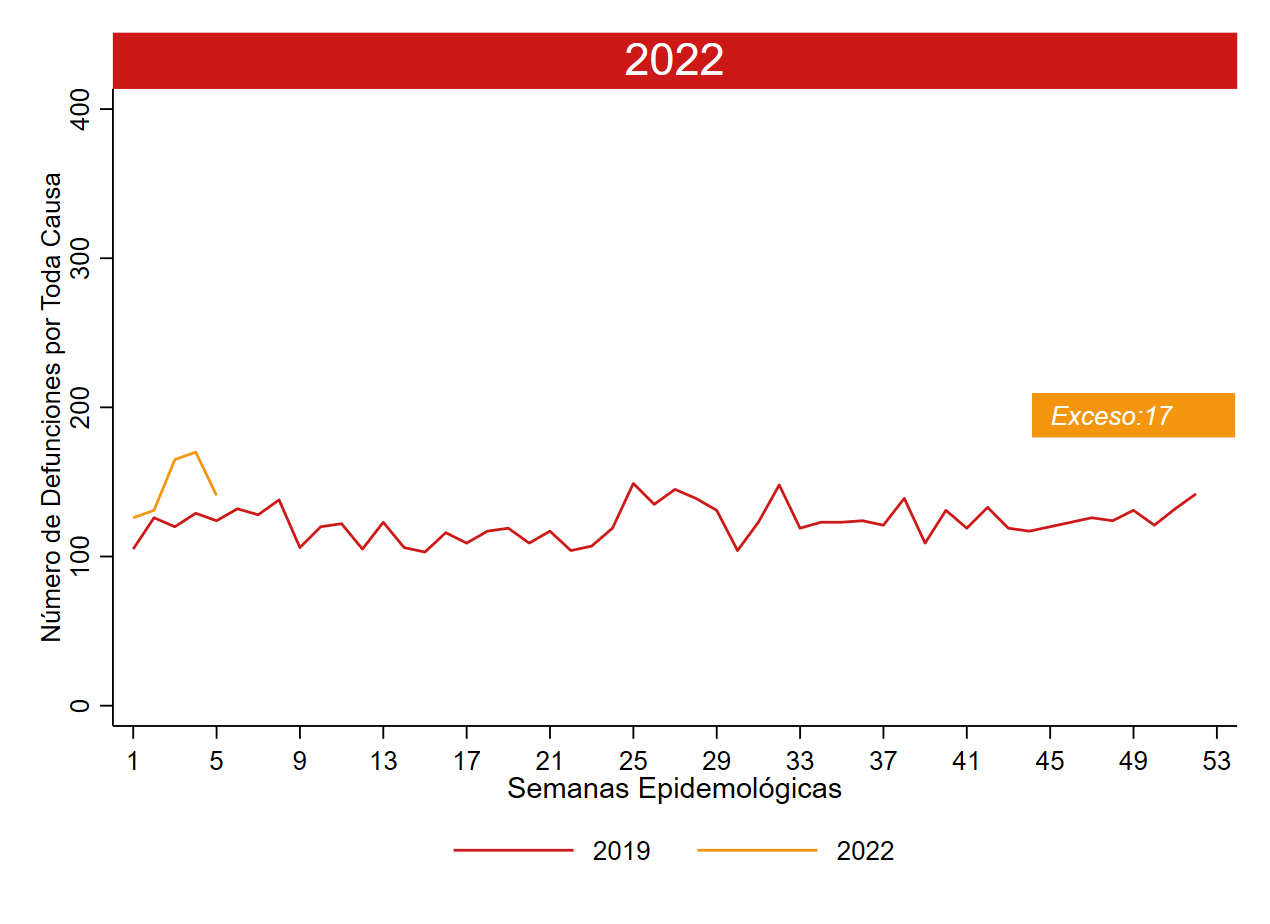 2022
Número de Defunciones por Toda Causa
400
300
200
100
0
Exceso:17
1 5 9 13 17 21 25 29 33 37 41 45 49 53
Semanas Epidemológicas
2019 2022